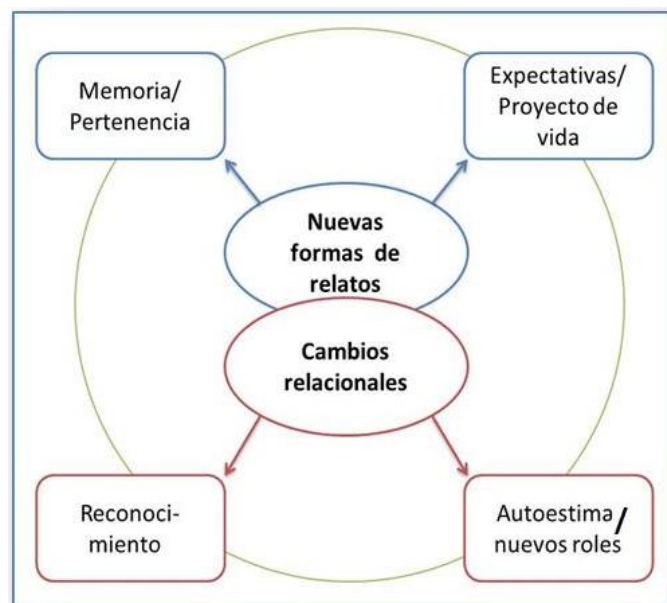 Memoria/
Pertenencia
Expectativas/
Proyecto de
vida
Nuevas
formas de
relatos
Cambios
relacionales
Reconoci-
miento
Autoestima/
nuevos roles